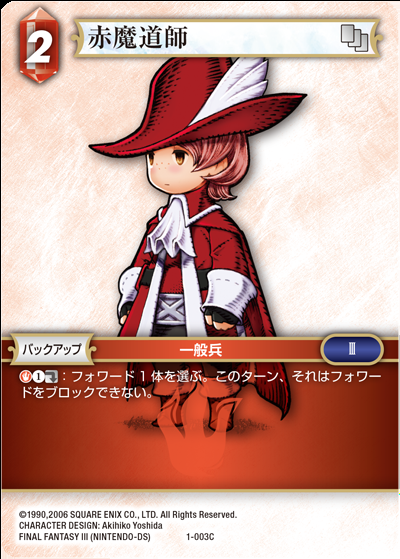 2
赤魔道師
バックアップ
一般兵
III
1:フォワード1体を選ぶ。このターン、それはフォワー
ドをブロックできない。
©1990,2006 SQUARE ENIX CO., LTD. All Rights Reserved.
CHARACTER DESIGN: Akihiko Yoshida
FINAL FANTASY III (NINTENDO-DS) 1-003C